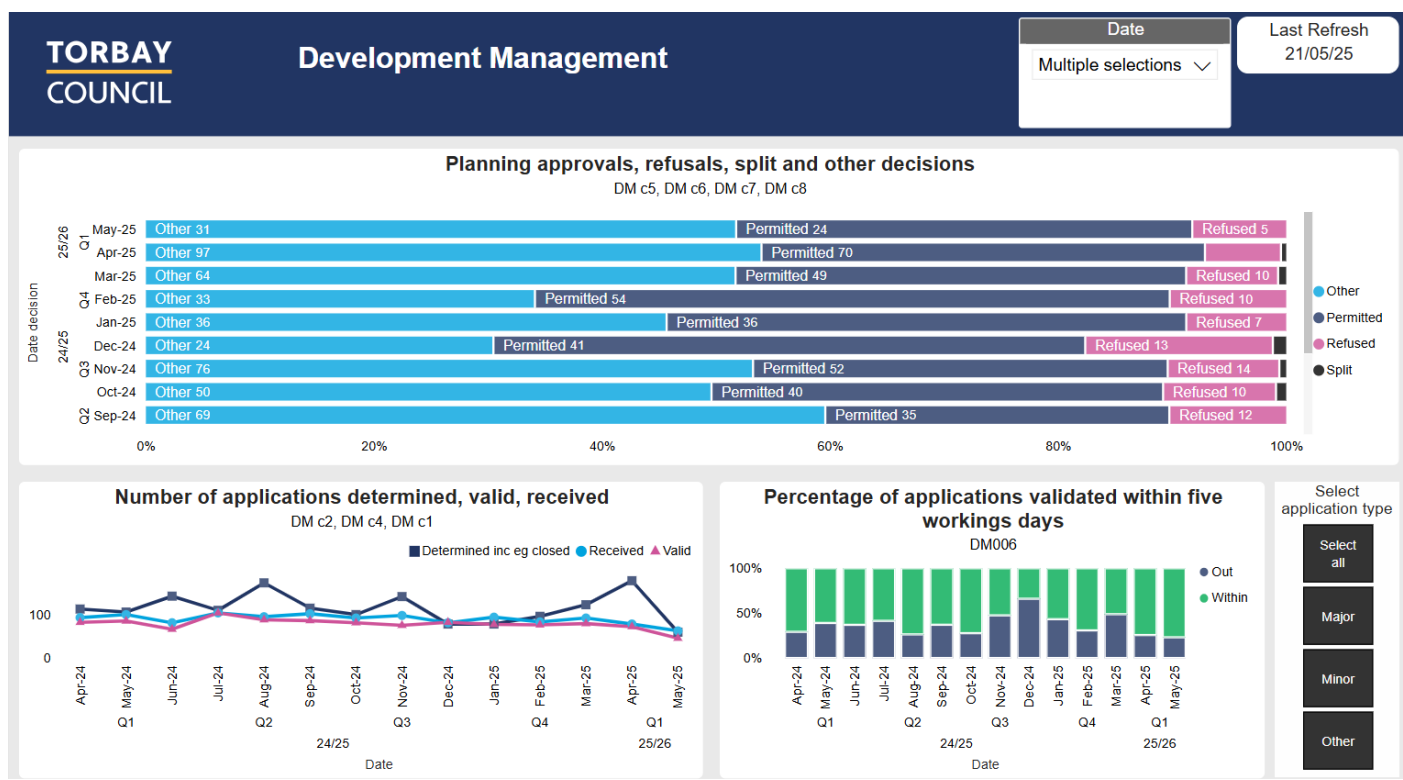 TORBAY
COUNCIL
Development Management
Date
Multiple selections
Last Refresh
21/05/25
Planning approvals, refusals, split and other decisions
DM c5, DM c6, DM c7, DM c8
Date decision
25/26
24/25
Q1
Q4
Q3
Q2
May-25 Other 31 Permitted 24 Refused 5
Apr-25 Other 97 Permitted 70
Mar-25 Other 64 Permitted 49 Refused 10
Feb-25 Other 33 Permitted 54 Refused 10
Jan-25 Other 36 Permitted 36 Refused 7
Dec-24 Other 24 Permitted 41 Refused 13
Nov-24 Other 76 Permitted 52 Refused 14
Oct-24 Other 50 Permitted 40 Refused 10
Sep-24 Other 69 Permitted 35 Refused 12
0% 20% 40% 60% 80% 100%
Other
Permitted
Refused
Split
Number of applications determined, valid, received
DM c2, DM c4, DM c1
Determined inc eg closed Received Valid
100
0
Apr-24 May-24 Jun-24 Jul-24 Aug-24 Sep-24 Oct-24 Nov-24 Dec-24 Jan-25 Feb-25 Mar-25 Apr-25 May-25
Q1 Q2 Q3 Q4 Q1
24/25 25/26
Date
Percentage of applications validated within five
workings days
DM006
Out
Within
100%
50%
0%
Apr-24 May-24 Jun-24 Jul-24 Aug-24 Sep-24 Oct-24 Nov-24 Dec-24 Jan-25 Feb-25 Mar-25 Apr-25 May-25
Q1 Q2 Q3 Q4 Q1
24/25 25/26
Date
Select
application type
Select
all
Major
Minor
Other